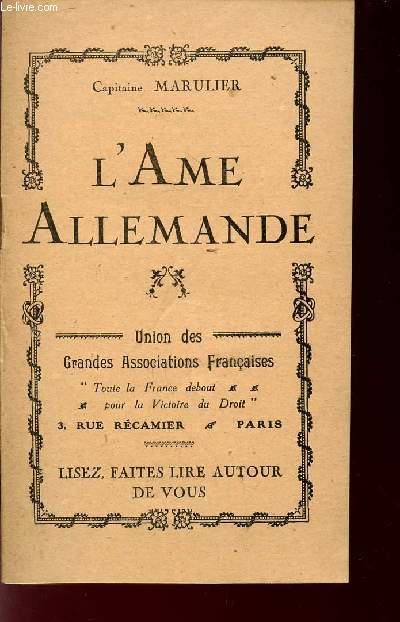 Le-Livre.com
Capitaine MARULIER
L'AME
ALLEMANDE
Union des
Grandes Associations Françaises
" Toute la France debout
pour la Victoire du Droit "
3, RUE RÉCAMIER PARIS
LISEZ, FAITES LIRE AUTOUR
DE VOUS